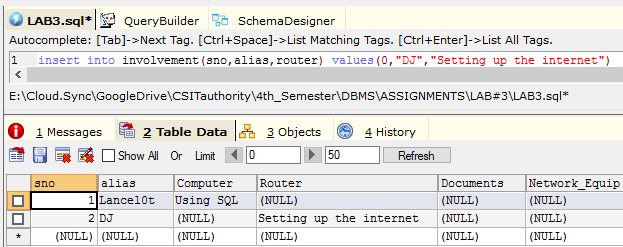 LAB3.sql* QueryBuilder SchemaDesigner
Autocomplete: [Tab]->Next Tag. [Ctrl+Space]->List Matching Tags. [Ctrl+Enter]->List All Tags.
1 insert into involvement(sno,alias,router) values(0,"DJ","Setting up the internet")
E:\Cloud.Sync\GoogleDrive\CSITauthority\4th_Semester\DBMS\ASSIGNMENTS\LAB#3\LAB3.sql*
1 Messages 2 Table Data 3 Objects 4 History
Show All Or Limit 0 50 Refresh
sno alias Computer Router Documents Network_Equip
1 Lancel0t Using SQL (NULL) (NULL) (NULL)
2 DJ (NULL) Setting up the internet (NULL) (NULL)
* (NULL) (NULL) (NULL) (NULL) (NULL) (NULL)